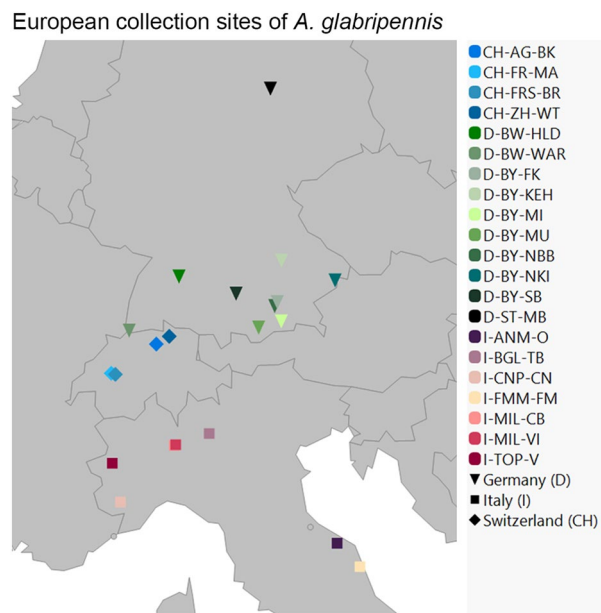 European collection sites of A. glabripennis
CH-AG-BK
CH-FR-MA
CH-FRS-BR
CH-ZH-WT
D-BW-HLD
D-BW-WAR
D-BY-FK
D-BY-KEH
D-BY-MI
D-BY-MU
D-BY-NBB
D-BY-NKI
D-BY-SB
D-ST-MB
I-ANM-O
I-BGL-TB
I-CNP-CN
I-FMM-FM
I-MIL-CB
I-MIL-VI
I-TOP-V
Germany (D)
Italy (I)
Switzerland (CH)